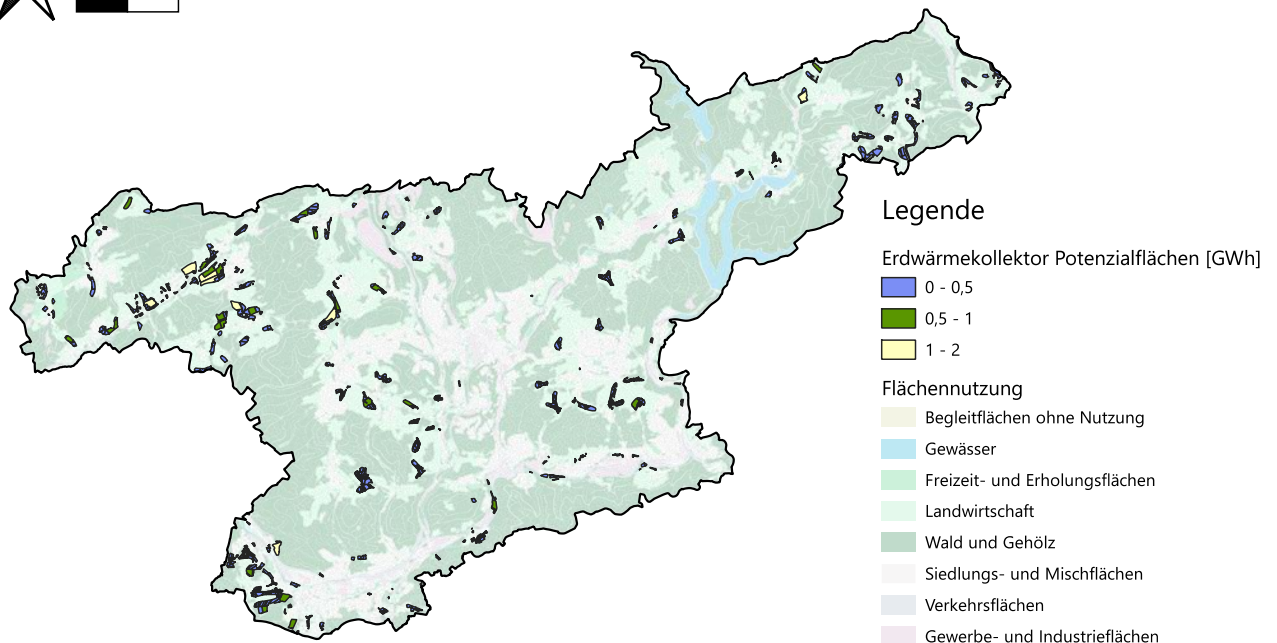 Legende
Erdwärmekollektor Potenzialflächen [GWh]
0 - 0,5
0,5 - 1
1 - 2
Flächennutzung
Begleitflächen ohne Nutzung
Gewässer
Freizeit- und Erholungsflächen
Landwirtschaft
Wald und Gehölz
Siedlungs- und Mischflächen
Verkehrsflächen
Gewerbe- und Industrieflächen